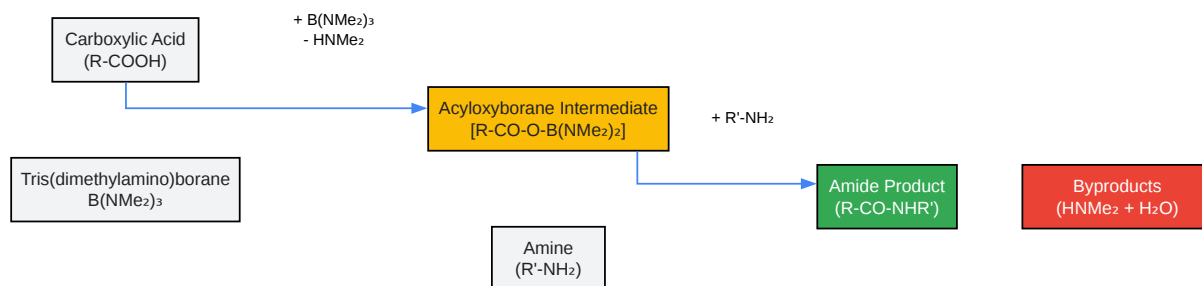 Carboxylic Acid
(R-COOH)
+ B(NMe₂)₃
- HNMe₂
Acyloxyborane Intermediate
[R-CO-O-B(NMe₂)₂]
+ R'-NH₂
Tris(dimethylamino)borane
B(NMe₂)₃
Amide Product
(R-CO-NHR')
Byproducts
(HNMe₂ + H₂O)
Amine
(R'-NH₂)